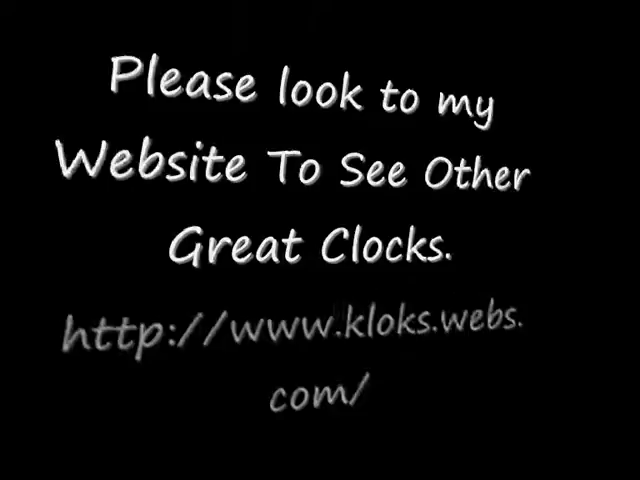 Please look to my
Website To See Other
Great Clocks.
http://www.kloks.webs.
com/